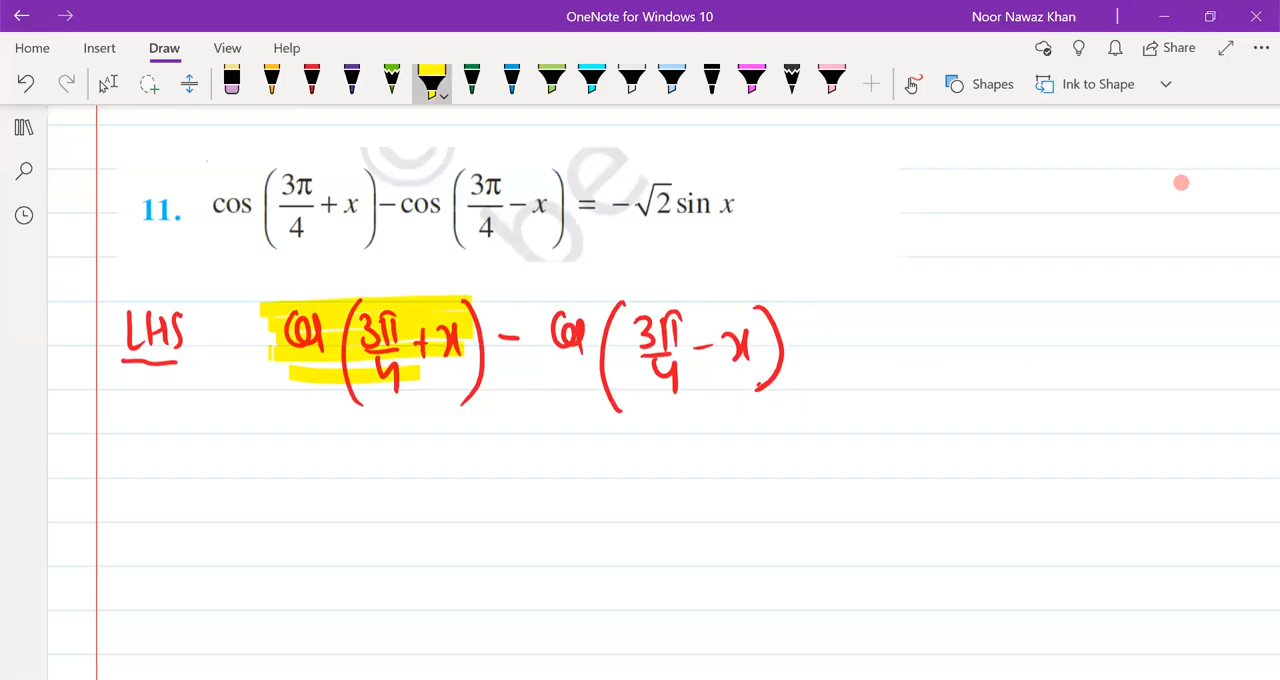 OneNote for Windows 10
Noor Nawaz Khan
Home Insert Draw View Help
Share
Shapes Ink to Shape
11. cos (3π/4 + x) − cos (3π/4 − x) = −√2 sin x
be
LHS cos (3π/4 + x) − cos (3π/4 − x)